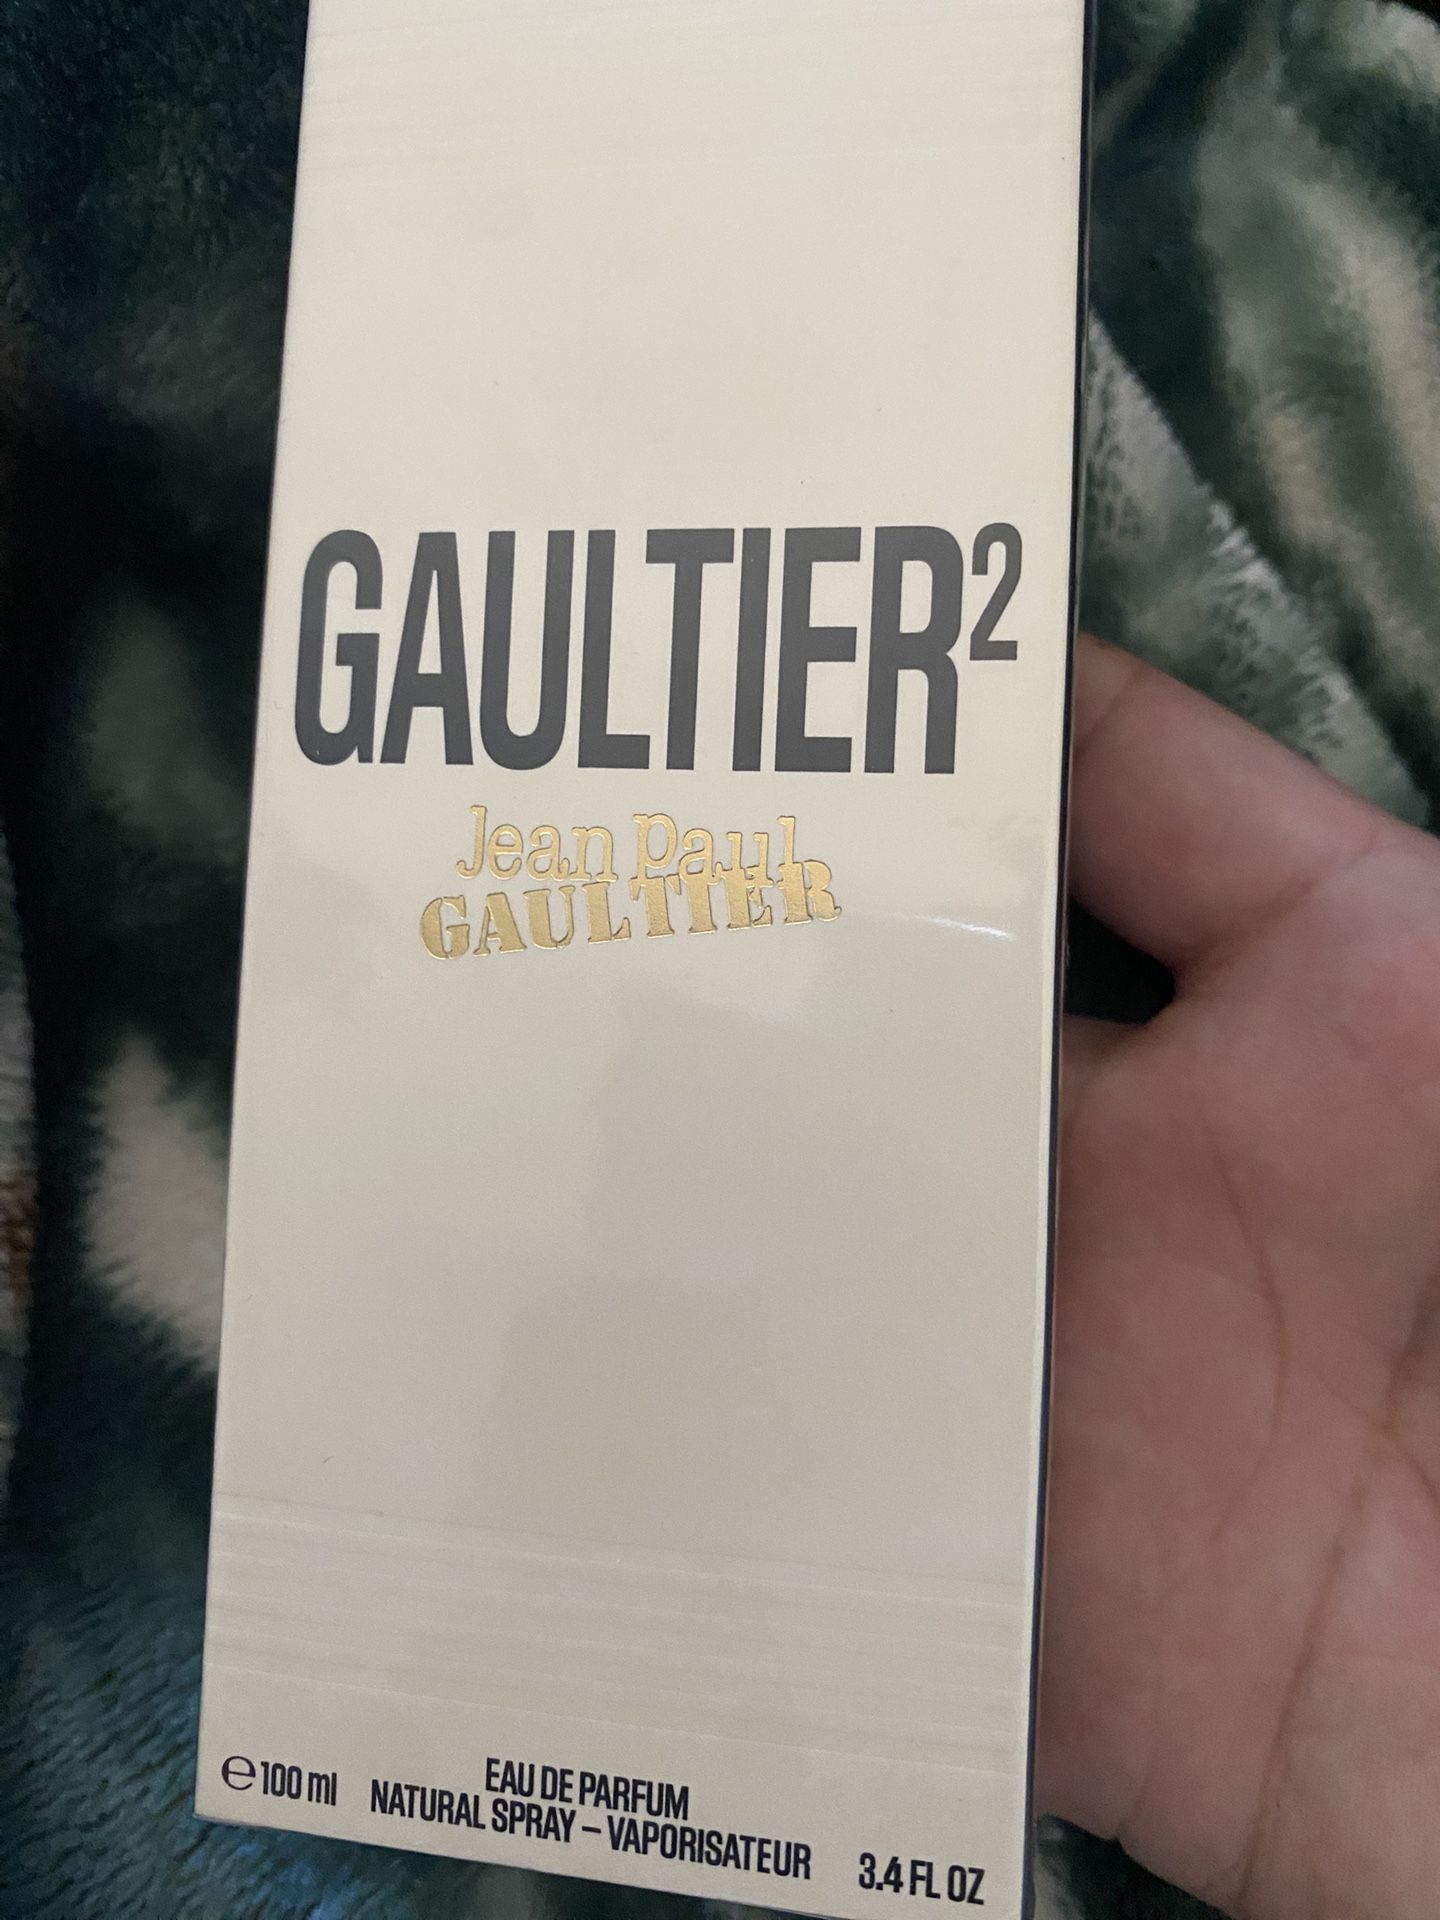 GAULTIER²
Jean Paul
GAULTIER
℮100 ml
EAU DE PARFUM
NATURAL SPRAY – VAPORISATEUR
3.4 FL OZ